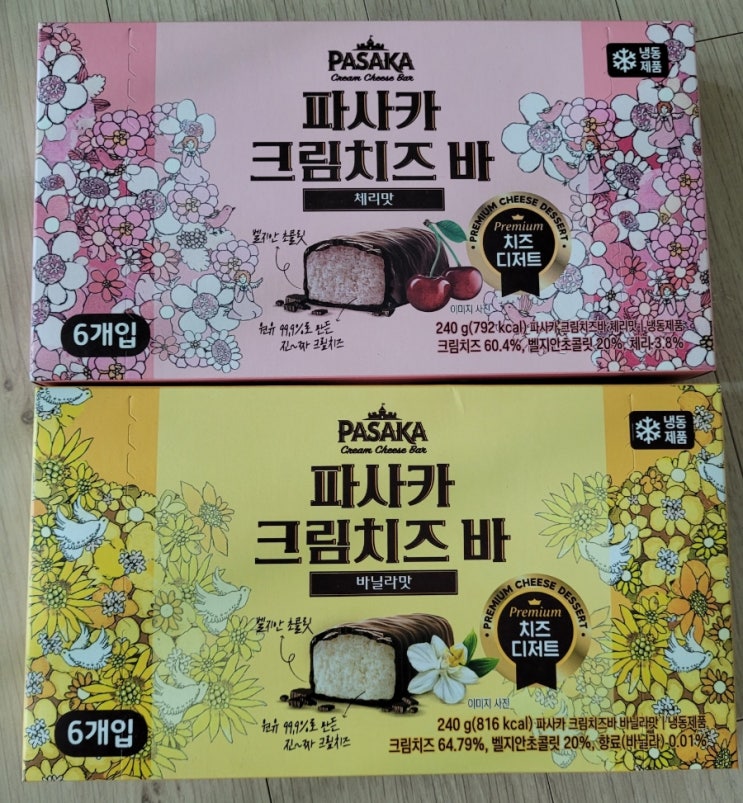 PASAKA
Cream Cheese Bar
냉동
제품
파사카
크림치즈 바
체리맛
PREMIUM CHEESE DESSERT
Premium
치즈
디저트
벨지안 초콜릿
이미지 사진
원유 99.9%로 만든
진~짜 크림치즈
6개입
240 g(792 kcal) 파사카 크림치즈바 체리맛 | 냉동제품
크림치즈 60.4%, 벨지안초콜릿 20%, 체리 3.8%
PASAKA
Cream Cheese Bar
냉동
제품
파사카
크림치즈 바
바닐라맛
PREMIUM CHEESE DESSERT
Premium
치즈
디저트
벨지안 초콜릿
이미지 사진
원유 99.9%로 만든
진~짜 크림치즈
6개입
240 g(816 kcal) 파사카 크림치즈바 바닐라맛 | 냉동제품
크림치즈 64.79%, 벨지안초콜릿 20%, 향료(바닐라) 0.01%